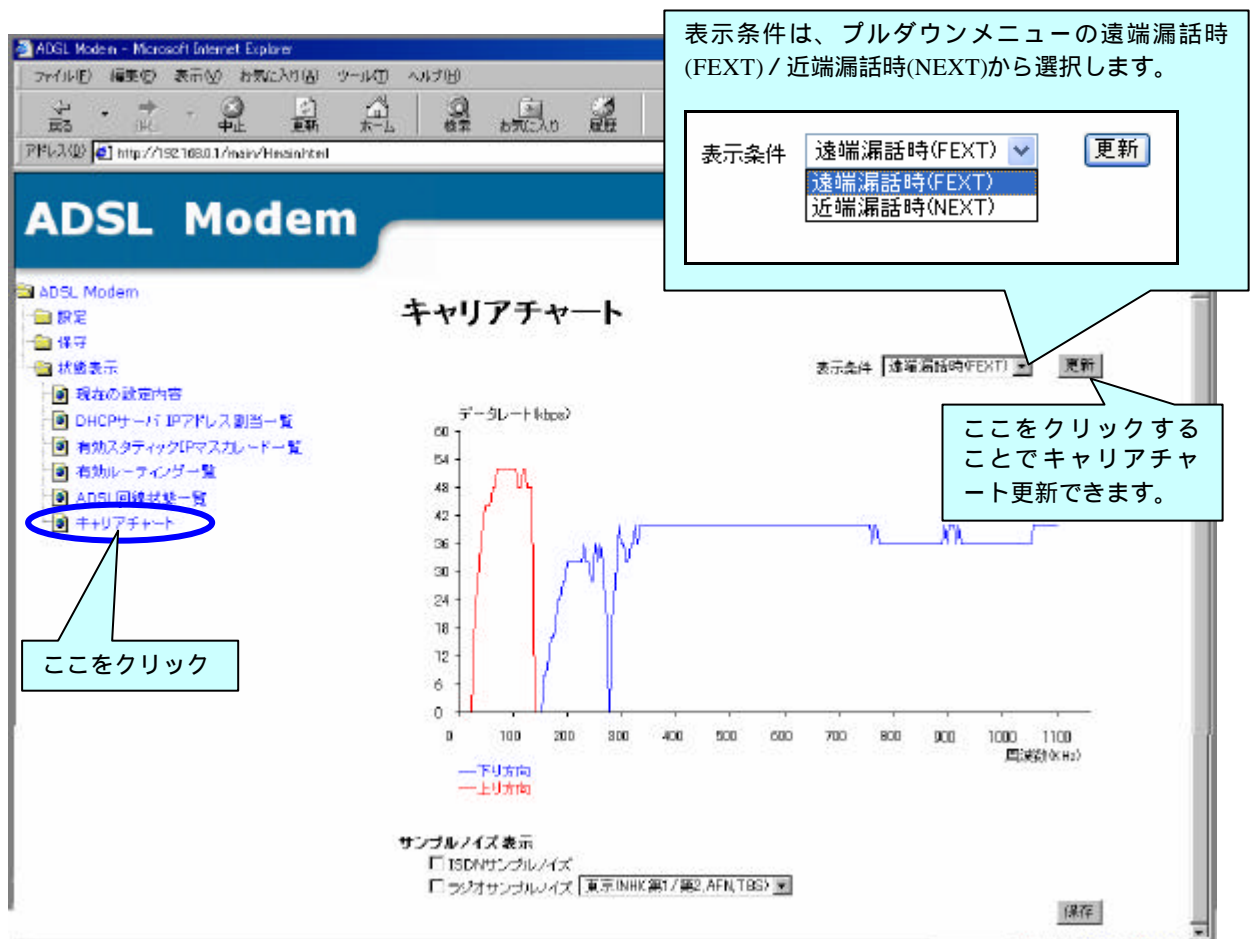 表示条件は、プルダウンメニューの遠端漏話時
(FEXT) / 近端漏話時(NEXT)から選択します。
表示条件 遠端漏話時(FEXT) 更新
遠端漏話時(FEXT)
近端漏話時(NEXT)
ADSL Modem - Microsoft Internet Explorer
ファイル(F) 編集(E) 表示(V) お気に入り(A) ツール(T) ヘルプ(H)
戻る 中止 更新 ホーム 検索 お気に入り 履歴
アドレス(D) http://192.168.0.1/main/Hmain.html
ADSL Modem
ADSL Modem
設定
保守
状態表示
現在の設定内容
DHCPサーバ IPアドレス割当一覧
有効スタティックIPマスカレード一覧
有効ルーティング一覧
ADSL回線状態一覧
キャリアチャート
ここをクリック
キャリアチャート
表示条件 遠端漏話時(FEXT) 更新
ここをクリックする
ことでキャリアチャ
ート更新できます。
データレート(kbps)
60
54
48
42
36
30
24
18
12
6
0
0 100 200 300 400 500 600 700 800 900 1000 1100
周波数(KHz)
下り方向
上り方向
サンプルノイズ表示
ISDNサンプルノイズ
ラジオサンプルノイズ 東京(NHK第1/第2,AFN,TBS)
保存